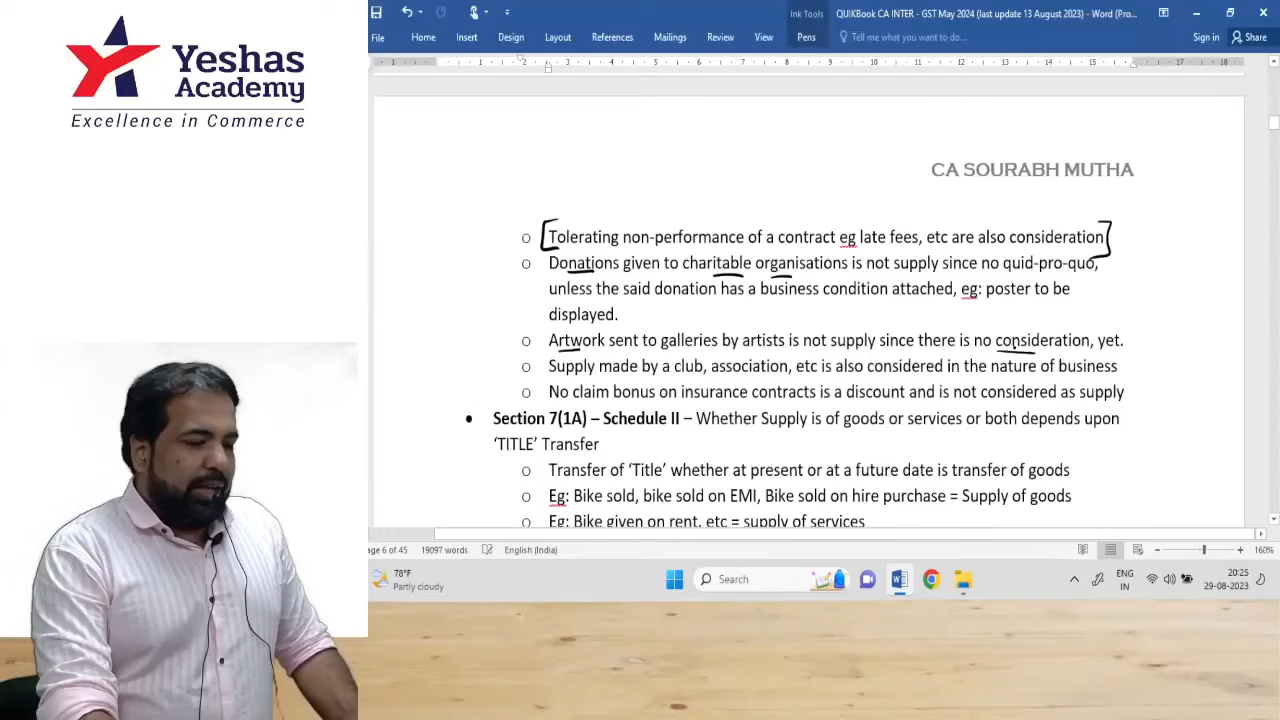 Yeshas
Academy
Excellence in Commerce
Ink Tools
QUIKBook CA INTER - GST May 2024 (last update 13 August 2023) - Word (Pro...
File Home Insert Design Layout References Mailings Review View Pens Tell me what you want to do... Sign in Share
CA SOURABH MUTHA
o Tolerating non-performance of a contract eg late fees, etc are also consideration
o Donations given to charitable organisations is not supply since no quid-pro-quo,
unless the said donation has a business condition attached, eg: poster to be
displayed.
o Artwork sent to galleries by artists is not supply since there is no consideration, yet.
o Supply made by a club, association, etc is also considered in the nature of business
o No claim bonus on insurance contracts is a discount and is not considered as supply
• Section 7(1A) – Schedule II – Whether Supply is of goods or services or both depends upon
‘TITLE’ Transfer
o Transfer of ‘Title’ whether at present or at a future date is transfer of goods
o Eg: Bike sold, bike sold on EMI, Bike sold on hire purchase = Supply of goods
o Eg: Bike given on rent, etc = supply of services
age 6 of 45 19097 words English (India) 160%
78°F
Partly cloudy
Search
ENG
IN
20:25
29-08-2023